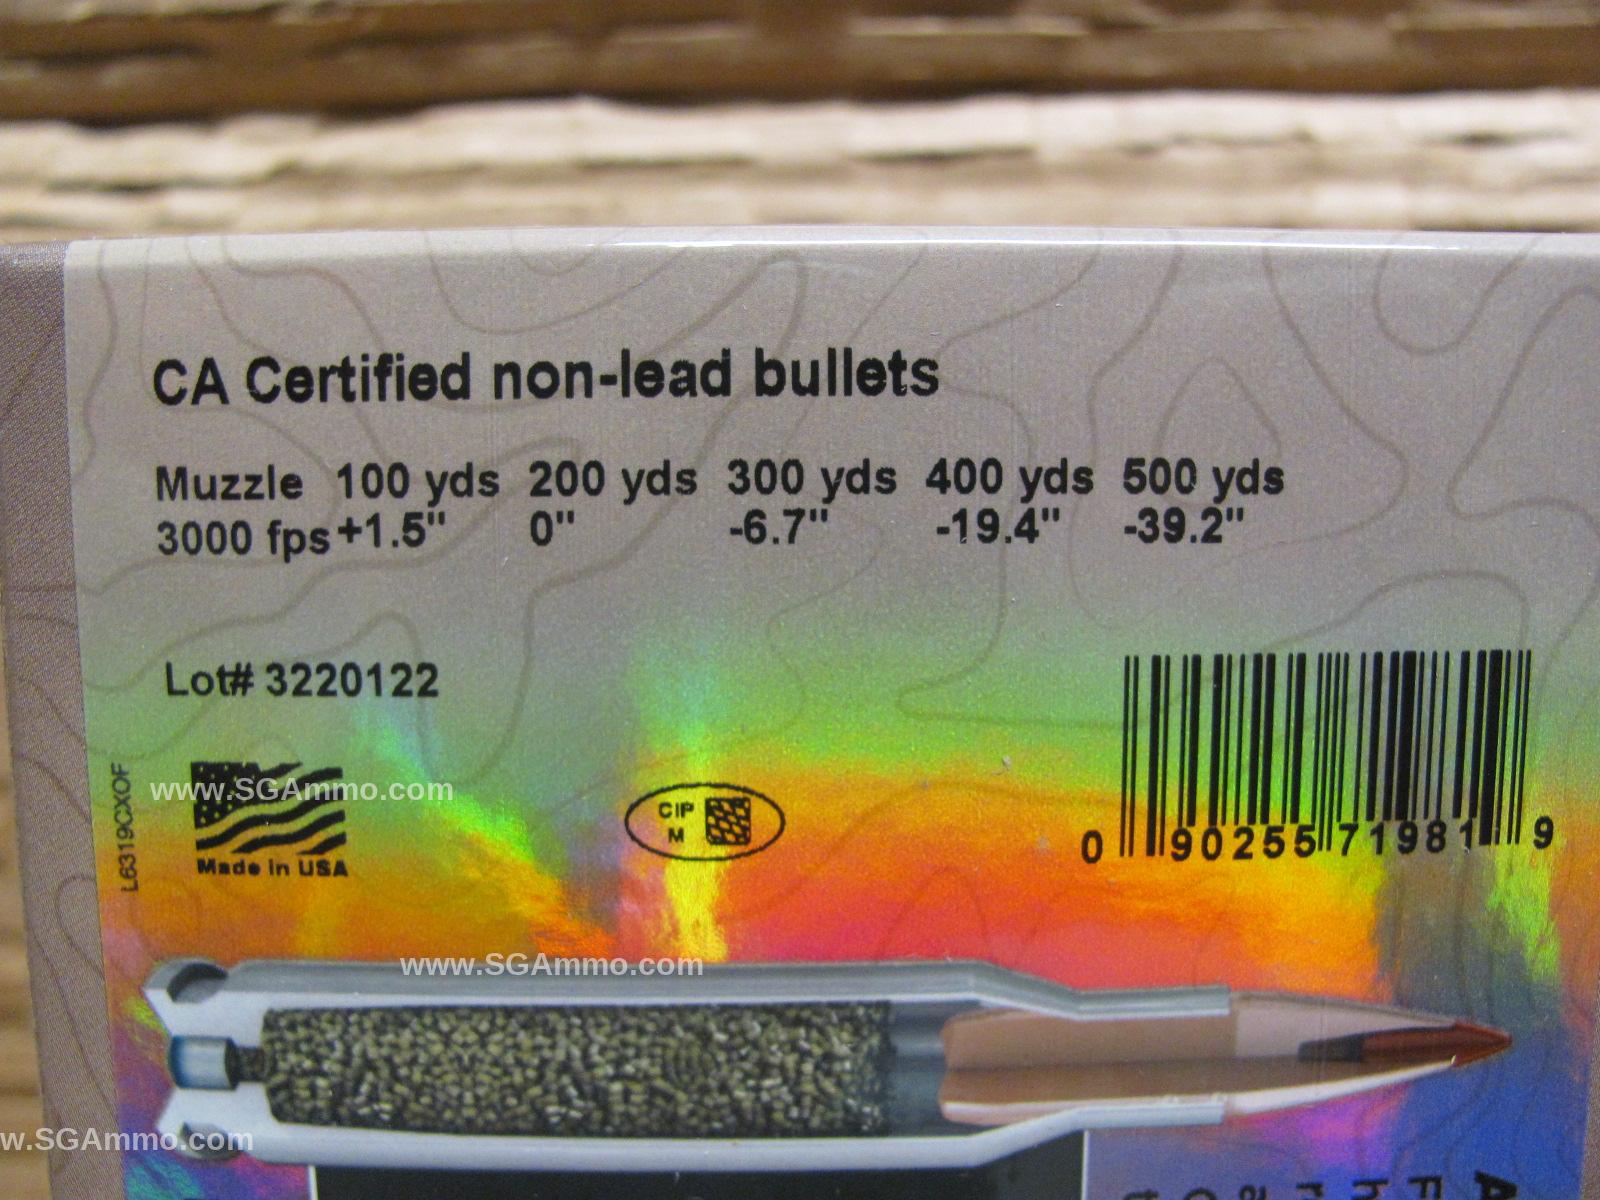 CA Certified non-lead bullets
Muzzle 100 yds 200 yds 300 yds 400 yds 500 yds
3000 fps +1.5" 0" -6.7" -19.4" -39.2"
Lot# 3220122
L6319CXOF
www.SGAmmo.com
Made in USA
CIP
M
0 90255 71981 9
www.SGAmmo.com
w.SGAmmo.com